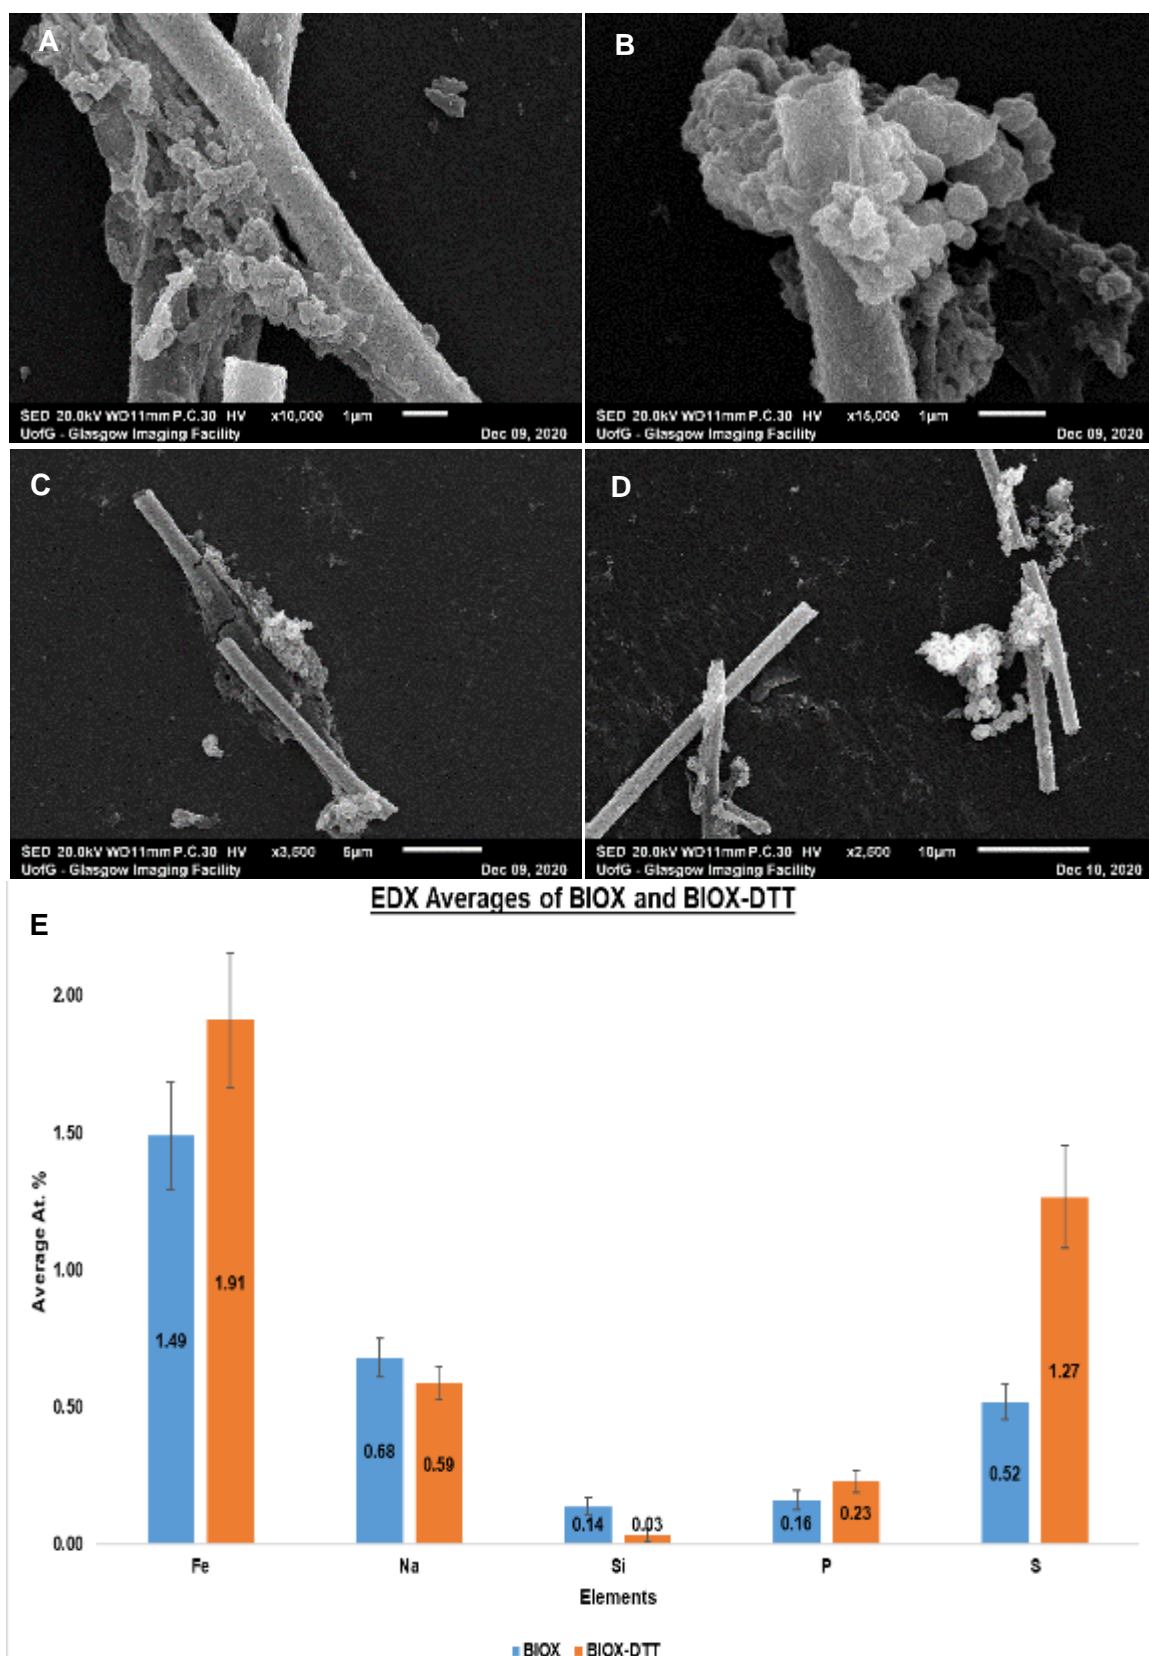 A
SED 20.0kV WD11mm P.C.30 HV x10,000 1µm
UofG - Glasgow Imaging Facility Dec 09, 2020
B
SED 20.0kV WD11mm P.C.30 HV x15,000 1µm
UofG - Glasgow Imaging Facility Dec 09, 2020
C
SED 20.0kV WD11mm P.C.30 HV x3,500 5µm
UofG - Glasgow Imaging Facility Dec 09, 2020
D
SED 20.0kV WD11mm P.C.30 HV x2,500 10µm
UofG - Glasgow Imaging Facility Dec 10, 2020
EDX Averages of BIOX and BIOX-DTT
E
2.00
1.50
1.00
0.50
0.00
Average At. %
1.49
1.91
0.68
0.59
0.14
0.03
0.16
0.23
0.52
1.27
Fe Na Si P S
Elements
BIOX BIOX-DTT